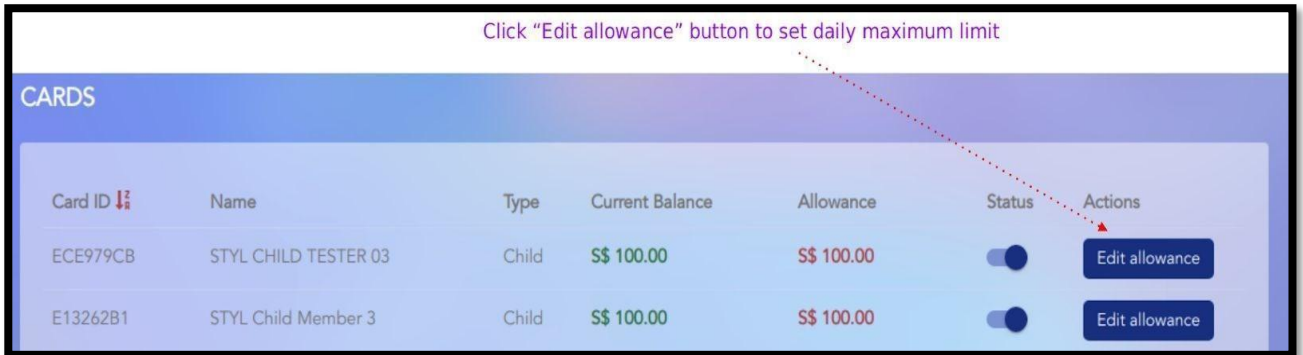 Click “Edit allowance” button to set daily maximum limit
CARDS
Card ID Name Type Current Balance Allowance Status Actions
ECE979CB STYL CHILD TESTER 03 Child S$ 100.00 S$ 100.00 Edit allowance
E13262B1 STYL Child Member 3 Child S$ 100.00 S$ 100.00 Edit allowance